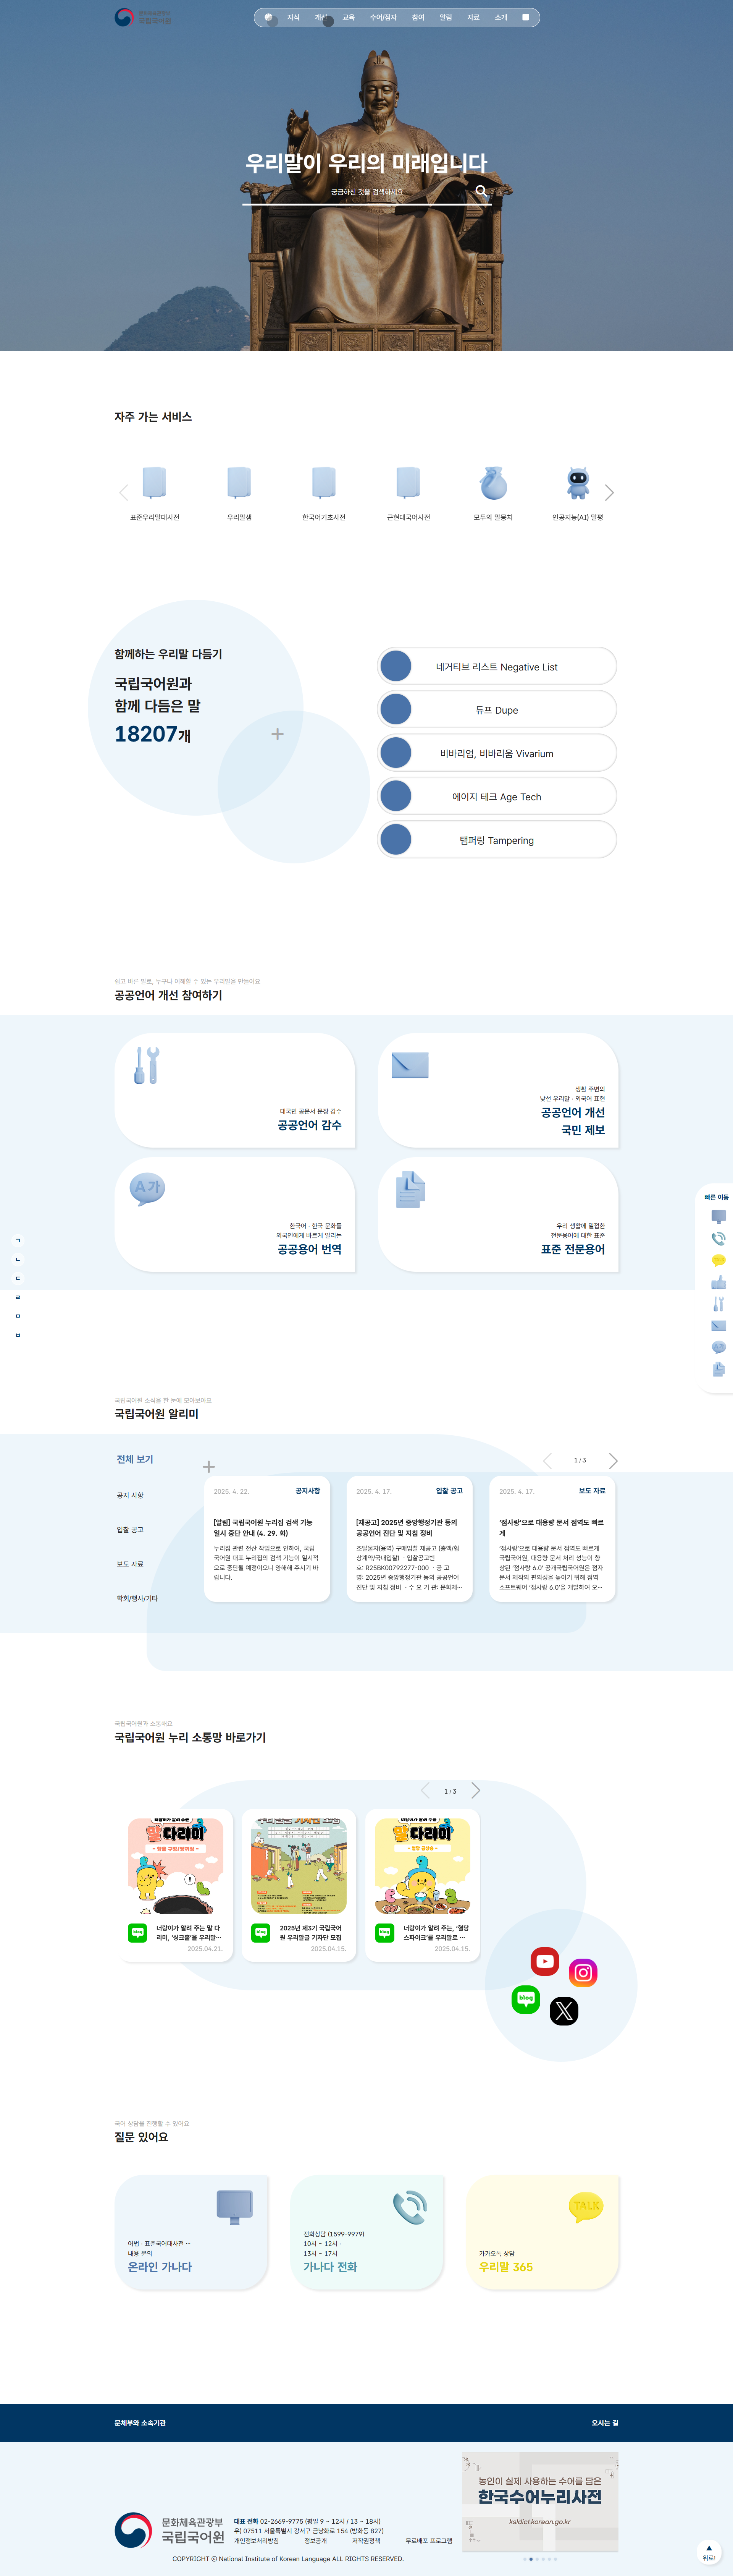 문화체육관광부
국립국어원
지식
개선
교육
수어/점자
참여
알림
자료
소개
우리말이 우리의 미래입니다
궁금하신 것을 검색하세요
자주 가는 서비스
표준우리말대사전
우리말샘
한국어기초사전
근현대국어사전
모두의 말뭉치
인공지능(AI) 말평
함께하는 우리말 다듬기
국립국어원과
함께 다듬은 말
18207개
네거티브 리스트 Negative List
듀프 Dupe
비바리엄, 비바리움 Vivarium
에이지 테크 Age Tech
탬퍼링 Tampering
쉽고 바른 말로, 누구나 이해할 수 있는 우리말을 만들어요
공공언어 개선 참여하기
대국민 공문서 문장 감수
공공언어 감수
생활 주변의
낯선 우리말 · 외국어 표현
공공언어 개선
국민 제보
A 가
한국어 · 한국 문화를
외국인에게 바르게 알리는
공공용어 번역
우리 생활에 밀접한
전문용어에 대한 표준
표준 전문용어
빠른 이동
ㄱ
ㄴ
ㄷ
ㄹ
ㅁ
ㅂ
국립국어원 소식을 한 눈에 모아보아요
국립국어원 알리미
전체 보기
공지 사항
입찰 공고
보도 자료
학회/행사/기타
1 / 3
2025. 4. 22.
공지사항
[알림] 국립국어원 누리집 검색 기능
일시 중단 안내 (4. 29. 화)
누리집 관련 전산 작업으로 인하여, 국립
국어원 대표 누리집의 검색 기능이 일시적
으로 중단될 예정이오니 양해해 주시기 바
랍니다.
2025. 4. 17.
입찰 공고
[재공고] 2025년 중앙행정기관 등의
공공언어 진단 및 지침 정비
조달물자(용역) 구매입찰 재공고 (총액/협
상계약/국내입찰) ㆍ입찰공고번
호: R25BK00792277-000 ㆍ공 고
명: 2025년 중앙행정기관 등의 공공언어
진단 및 지침 정비 ㆍ수 요 기 관: 문화체…
2025. 4. 17.
보도 자료
‘점사랑’으로 대용량 문서 점역도 빠르
게
‘점사랑’으로 대용량 문서 점역도 빠르게
국립국어원, 대용량 문서 처리 성능이 향
상된 ‘점사랑 6.0’ 공개국립국어원은 점자
문서 제작의 편의성을 높이기 위해 점역
소프트웨어 ‘점사랑 6.0’을 개발하여 오…
국립국어원과 소통해요
국립국어원 누리 소통망 바로가기
1 / 3
말다리미
blog
너랑이가 알려 주는 말 다
리미, ‘싱크홀’을 우리말…
2025.04.21.
blog
2025년 제3기 국립국어
원 우리말글 기자단 모집
2025.04.15.
말다리미
blog
너랑이가 알려 주는, ‘혈당
스파이크’를 우리말로 …
2025.04.15.
blog
국어 상담을 진행할 수 있어요
질문 있어요
어법 · 표준국어대사전 …
내용 문의
온라인 가나다
전화상담 (1599-9979)
10시 ~ 12시 ·
13시 ~ 17시
가나다 전화
TALK
카카오톡 상담
우리말 365
문체부와 소속기관
오시는 길
문화체육관광부
국립국어원
대표 전화 02-2669-9775 (평일 9 ~ 12시 / 13 ~ 18시)
우) 07511 서울특별시 강서구 금낭화로 154 (방화동 827)
개인정보처리방침
정보공개
저작권정책
무료배포 프로그램
COPYRIGHT ⓒ National Institute of Korean Language ALL RIGHTS RESERVED.
농인이 실제 사용하는 수어를 담은
한국수어누리사전
ksldict.korean.go.kr
위로!